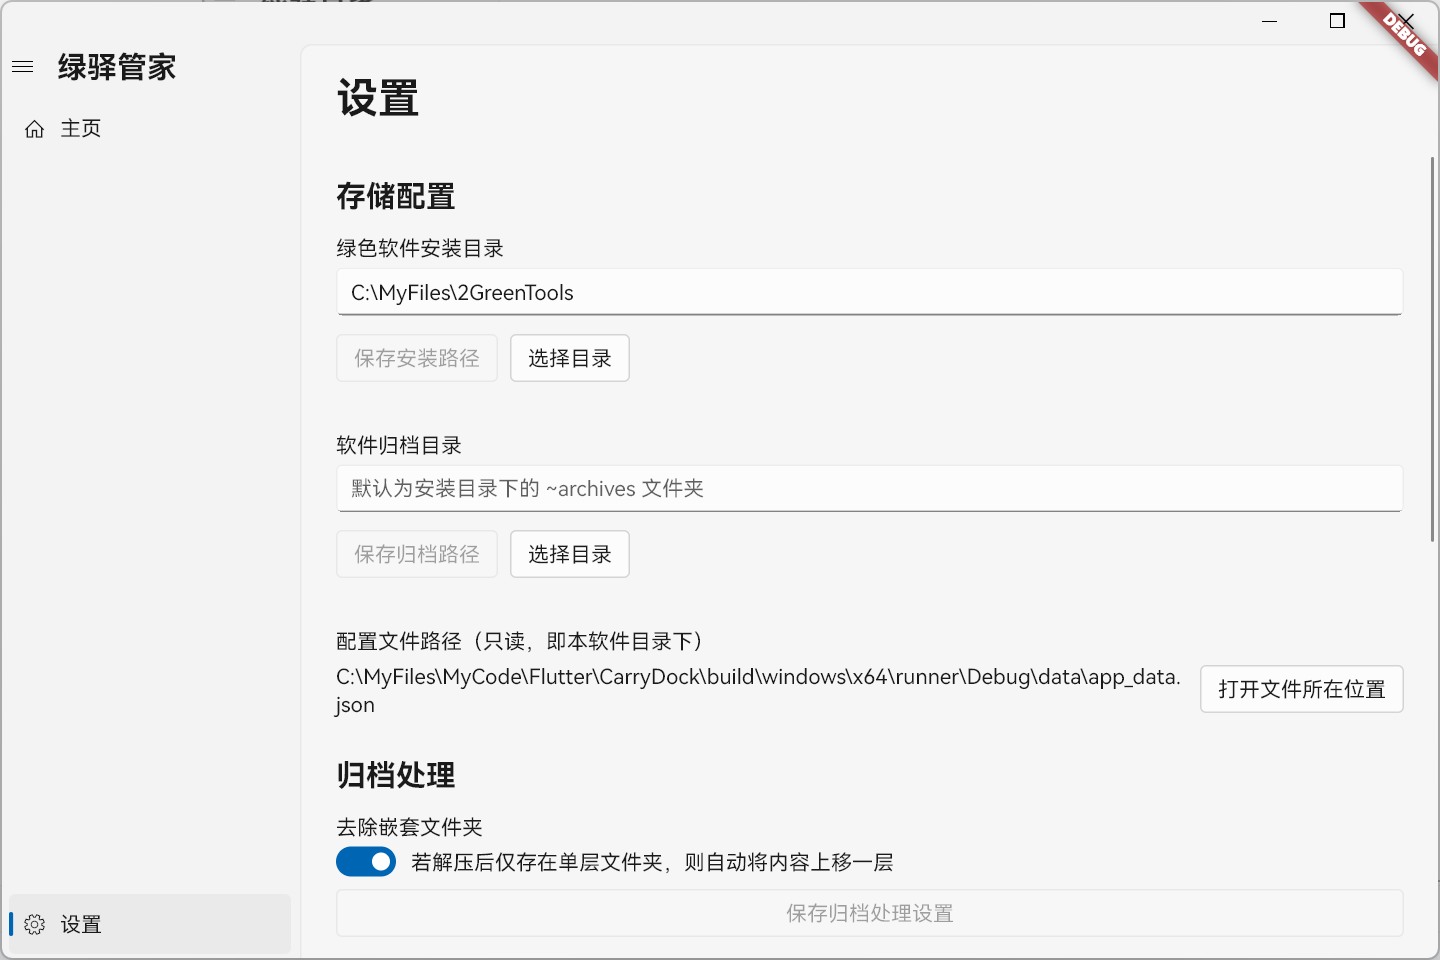 绿驿管家
DEBUG
主页
设置
存储配置
绿色软件安装目录
C:\MyFiles\2GreenTools
保存安装路径
选择目录
软件归档目录
默认为安装目录下的 ~archives 文件夹
保存归档路径
选择目录
配置文件路径（只读，即本软件目录下）
C:\MyFiles\MyCode\Flutter\CarryDock\build\windows\x64\runner\Debug\data\app_data.
json
打开文件所在位置
归档处理
去除嵌套文件夹
若解压后仅存在单层文件夹，则自动将内容上移一层
保存归档处理设置
设置